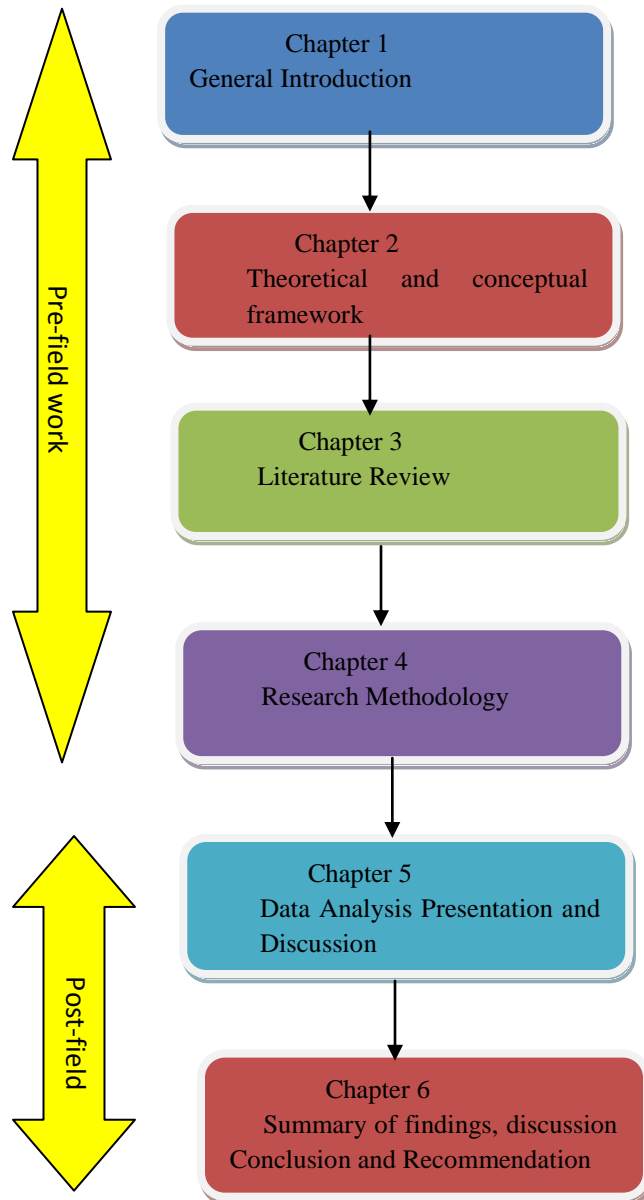 Chapter 1
General Introduction
Chapter 2
Theoretical and conceptual
framework
Chapter 3
Literature Review
Chapter 4
Research Methodology
Pre-field work
Chapter 5
Data Analysis Presentation and
Discussion
Chapter 6
Summary of findings, discussion
Conclusion and Recommendation
Post-field